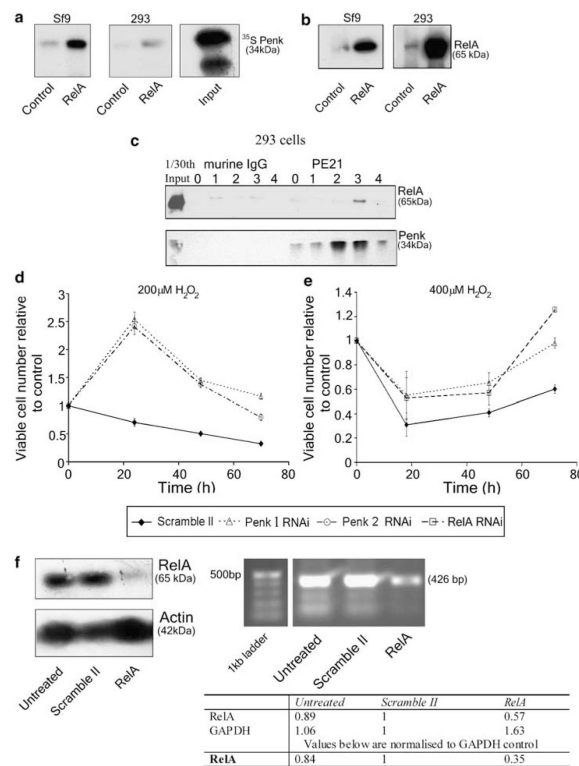 a
Sf9
293
³⁵S Penk
(34kDa)
Control
RelA
Control
RelA
Input
b
Sf9
293
RelA
(65 kDa)
Control
RelA
Control
RelA
c
293 cells
1/30th murine IgG PE21
Input 0 1 2 3 4 0 1 2 3 4
RelA
(65kDa)
Penk
(34kDa)
d
200µM H₂O₂
Viable cell number relative
to control
3
2.5
2
1.5
1
0.5
0
0 20 40 60 80
Time (h)
e
400µM H₂O₂
Viable cell number relative
to control
1.4
1.2
1
0.8
0.6
0.4
0.2
0
0 20 40 60 80
Time (h)
Scramble II Penk 1 RNAi Penk 2 RNAi RelA RNAi
f
RelA
(65 kDa)
Actin
(42kDa)
Untreated
Scramble II
RelA
500bp
(426 bp)
1kb ladder
Untreated
Scramble II
RelA
Untreated Scramble II RelA
RelA 0.89 1 0.57
GAPDH 1.06 1 1.63
Values below are normalised to GAPDH control
RelA 0.84 1 0.35